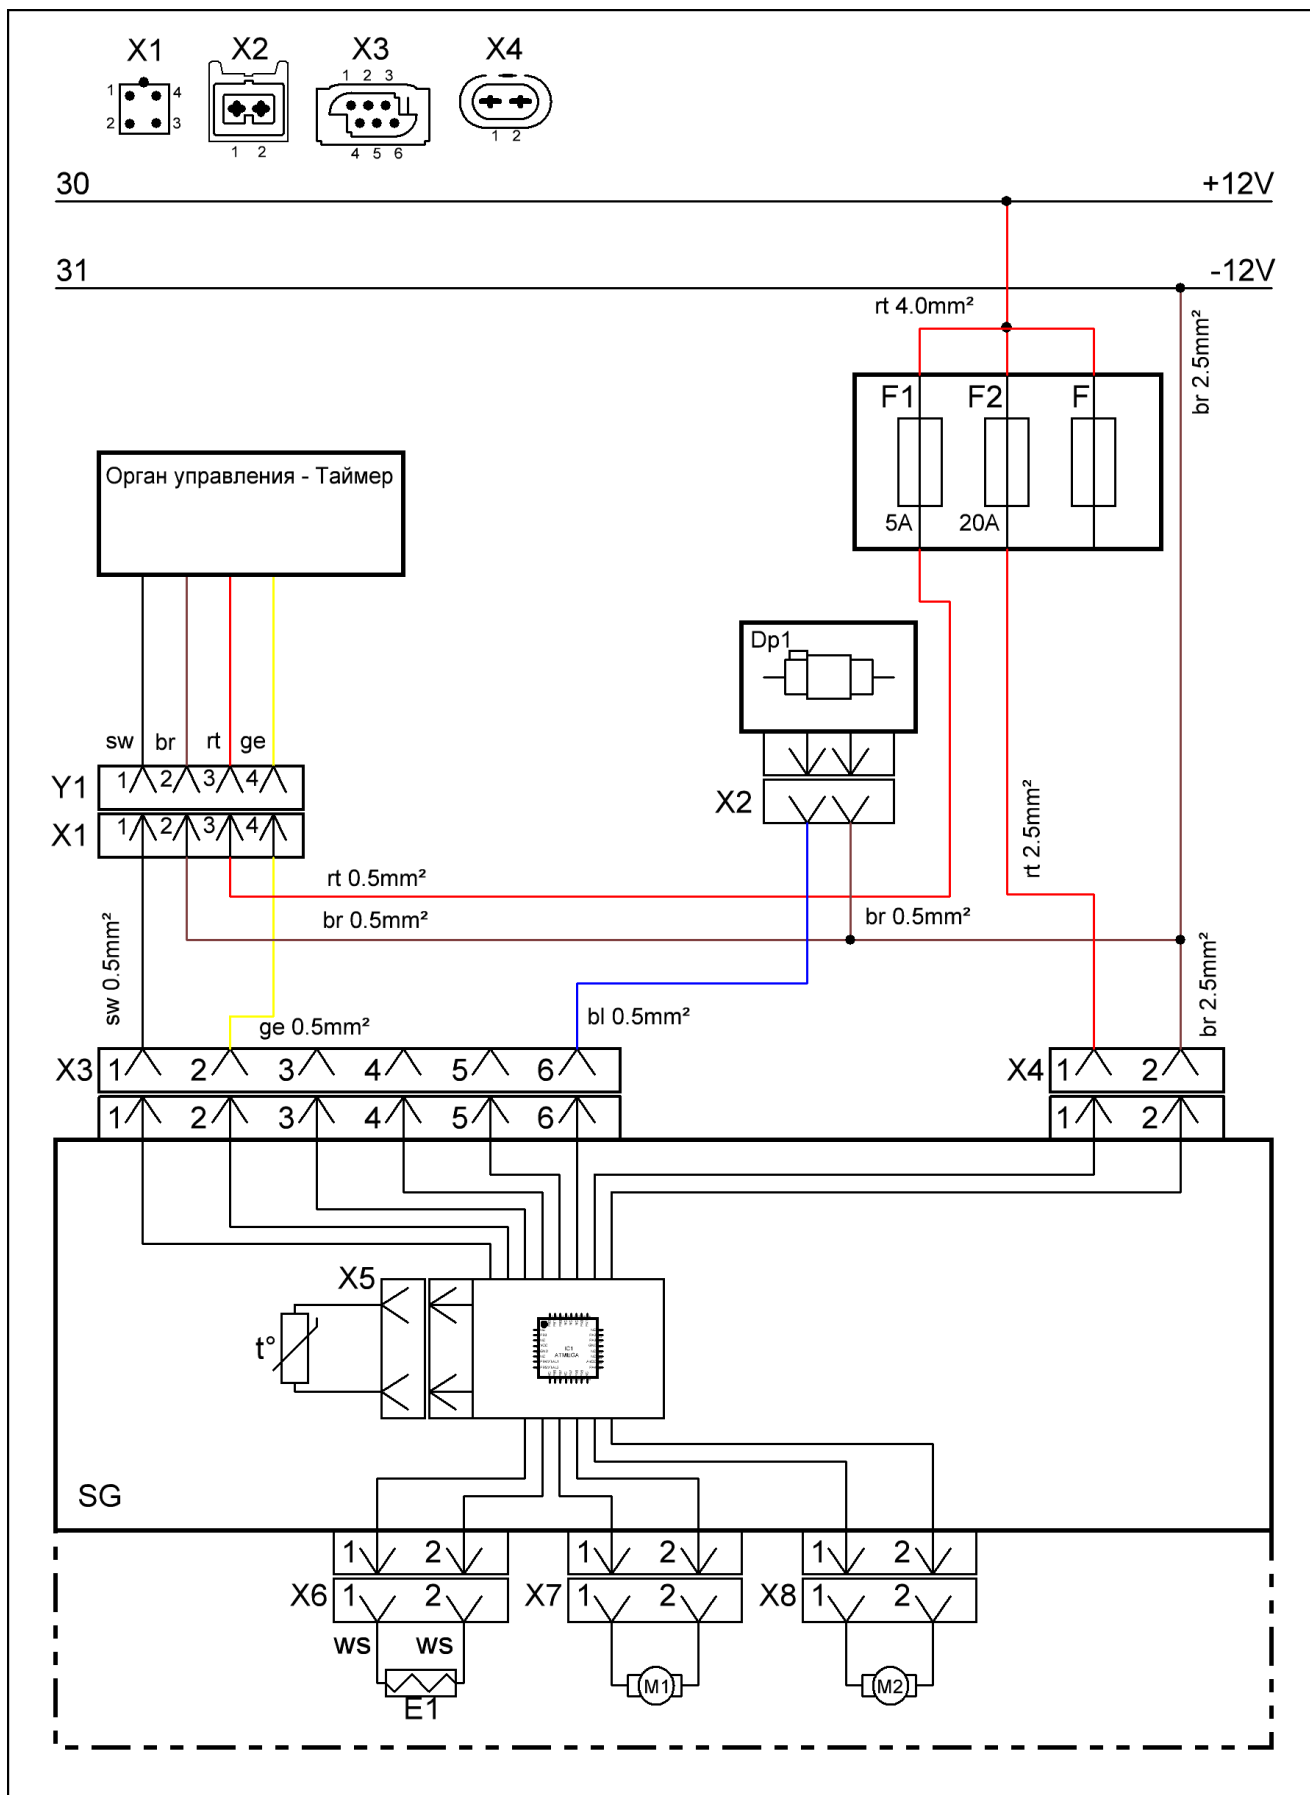 X1 X2 X3 X4
1 4
2 3
1 2
1 2 3
4 5 6
1 2
30 +12V
31 -12V
rt 4.0mm²
br 2.5mm²
F1 F2 F
5A 20A
Орган управления - Таймер
Dp1
sw br rt ge
Y1 1 2 3 4
X1 1 2 3 4
X2
rt 2.5mm²
rt 0.5mm²
br 0.5mm²
br 0.5mm²
sw 0.5mm²
ge 0.5mm²
bl 0.5mm²
br 2.5mm²
X3 1 2 3 4 5 6
X4 1 2
1 2 3 4 5 6
1 2
X5
t°
IC1
ATMEGA
SG
1 2 1 2 1 2
X6 1 2
X7 1 2
X8 1 2
ws ws
E1
M1
M2